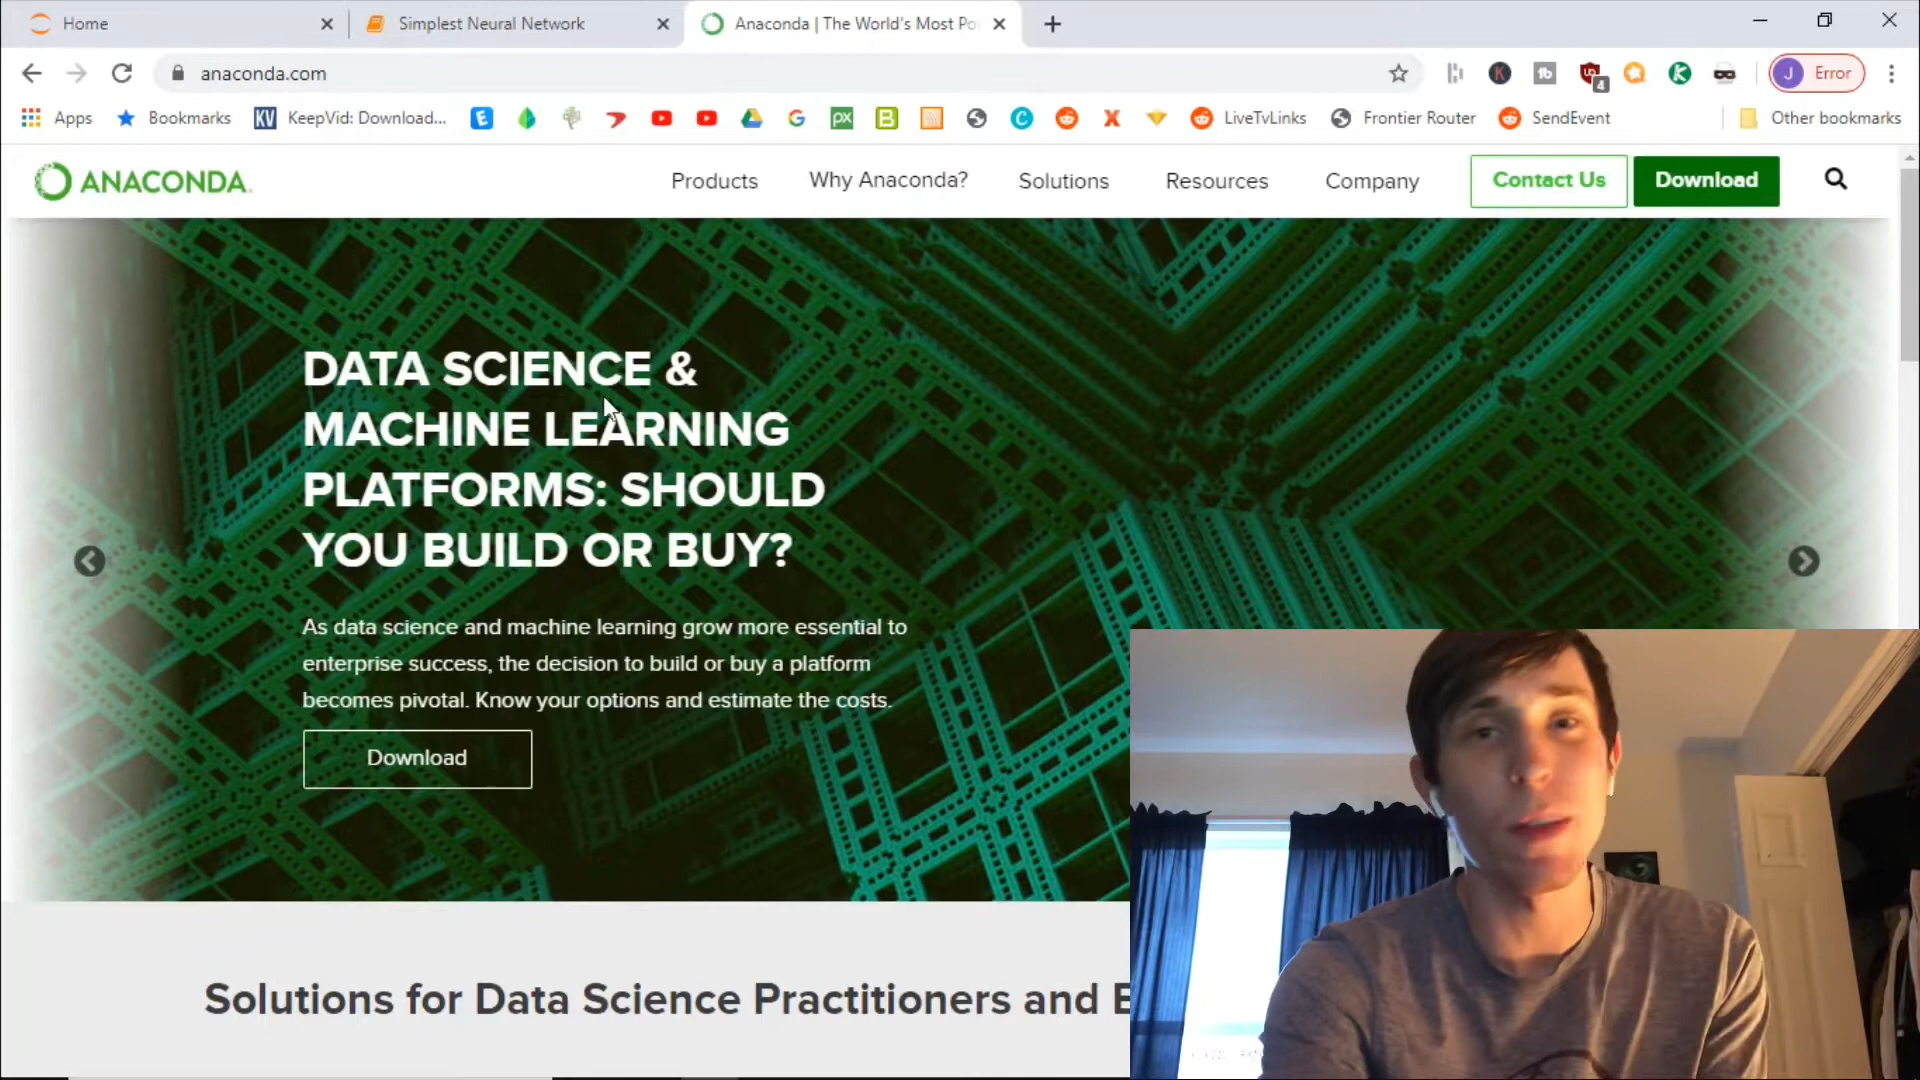 Home
Simplest Neural Network
Anaconda | The World's Most Po
anaconda.com
J Error
Apps
Bookmarks
KV KeepVid: Download...
4
LiveTvLinks
Frontier Router
SendEvent
Other bookmarks
ANACONDA.
Products
Why Anaconda?
Solutions
Resources
Company
Contact Us
Download
DATA SCIENCE &
MACHINE LEARNING
PLATFORMS: SHOULD
YOU BUILD OR BUY?
As data science and machine learning grow more essential to
enterprise success, the decision to build or buy a platform
becomes pivotal. Know your options and estimate the costs.
Download
Solutions for Data Science Practitioners and E